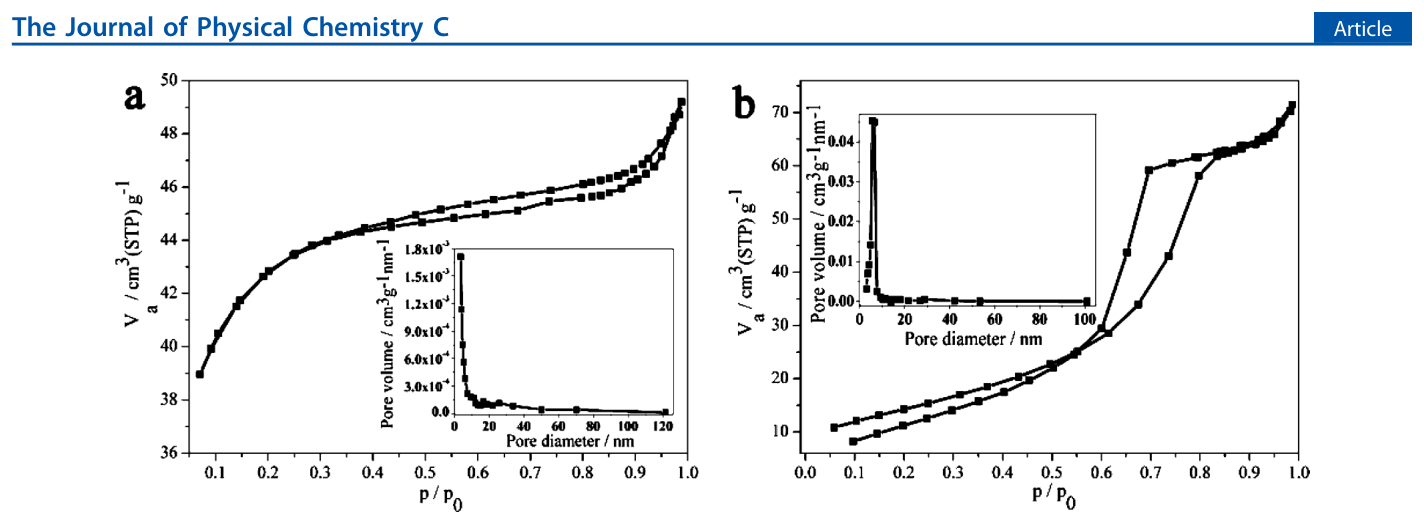 The Journal of Physical Chemistry C
Article
a
50
48
46
44
42
40
38
36
V_a / cm³(STP) g⁻¹
0.1 0.2 0.3 0.4 0.5 0.6 0.7 0.8 0.9 1.0
p / p₀
1.8x10⁻³
1.5x10⁻³
1.2x10⁻³
9.0x10⁻⁴
6.0x10⁻⁴
3.0x10⁻⁴
0.0
Pore volume / cm³g⁻¹nm⁻¹
0 20 40 60 80 100 120
Pore diameter / nm
b
70
60
50
40
30
20
10
V_a / cm³(STP) g⁻¹
0.0 0.1 0.2 0.3 0.4 0.5 0.6 0.7 0.8 0.9 1.0
p / p₀
0.04
0.03
0.02
0.01
0.00
Pore volume / cm³g⁻¹nm⁻¹
0 20 40 60 80 100
Pore diameter / nm